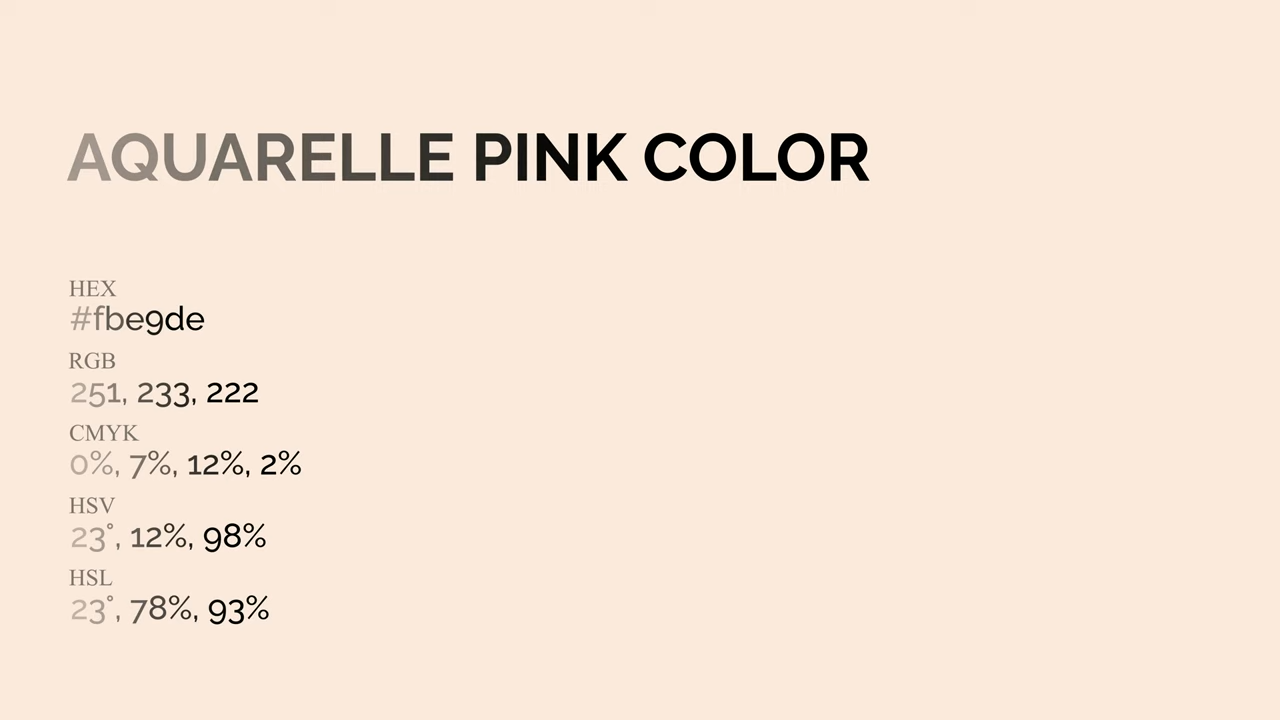 AQUARELLE PINK COLOR
HEX
#fbe9de
RGB
251, 233, 222
CMYK
0%, 7%, 12%, 2%
HSV
23°, 12%, 98%
HSL
23°, 78%, 93%